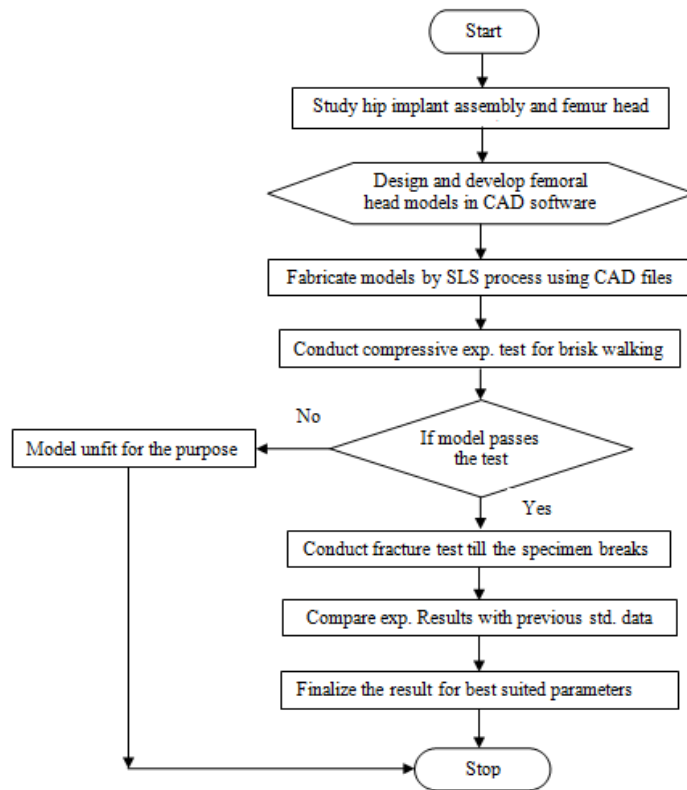 Start
Study hip implant assembly and femur head
Design and develop femoral
head models in CAD software
Fabricate models by SLS process using CAD files
Conduct compressive exp. test for brisk walking
No
If model passes
the test
Model unfit for the purpose
Yes
Conduct fracture test till the specimen breaks
Compare exp. Results with previous std. data
Finalize the result for best suited parameters
Stop